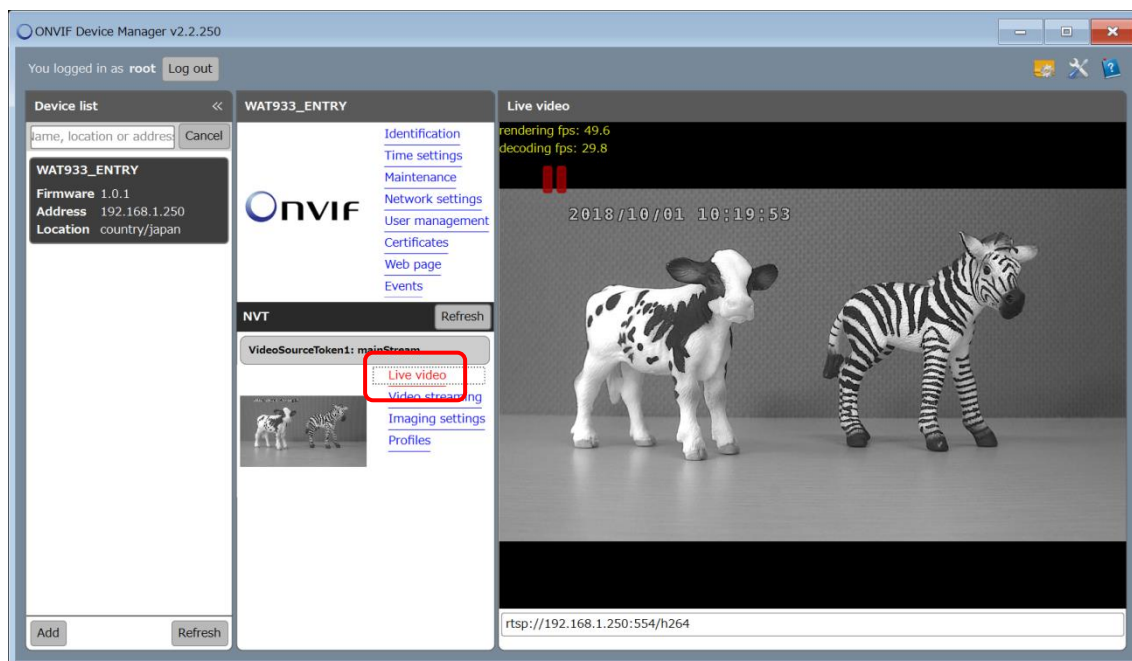 ONVIF Device Manager v2.2.250
You logged in as root Log out
Device list
Name, location or addres Cancel
WAT933_ENTRY
Firmware 1.0.1
Address 192.168.1.250
Location country/japan
Add Refresh
WAT933_ENTRY
ONVIF
Identification
Time settings
Maintenance
Network settings
User management
Certificates
Web page
Events
NVT Refresh
VideoSourceToken1: mainStream
Live video
Video streaming
Imaging settings
Profiles
Live video
rendering fps: 49.6
decoding fps: 29.8
2018/10/01 10:19:53
rtsp://192.168.1.250:554/h264